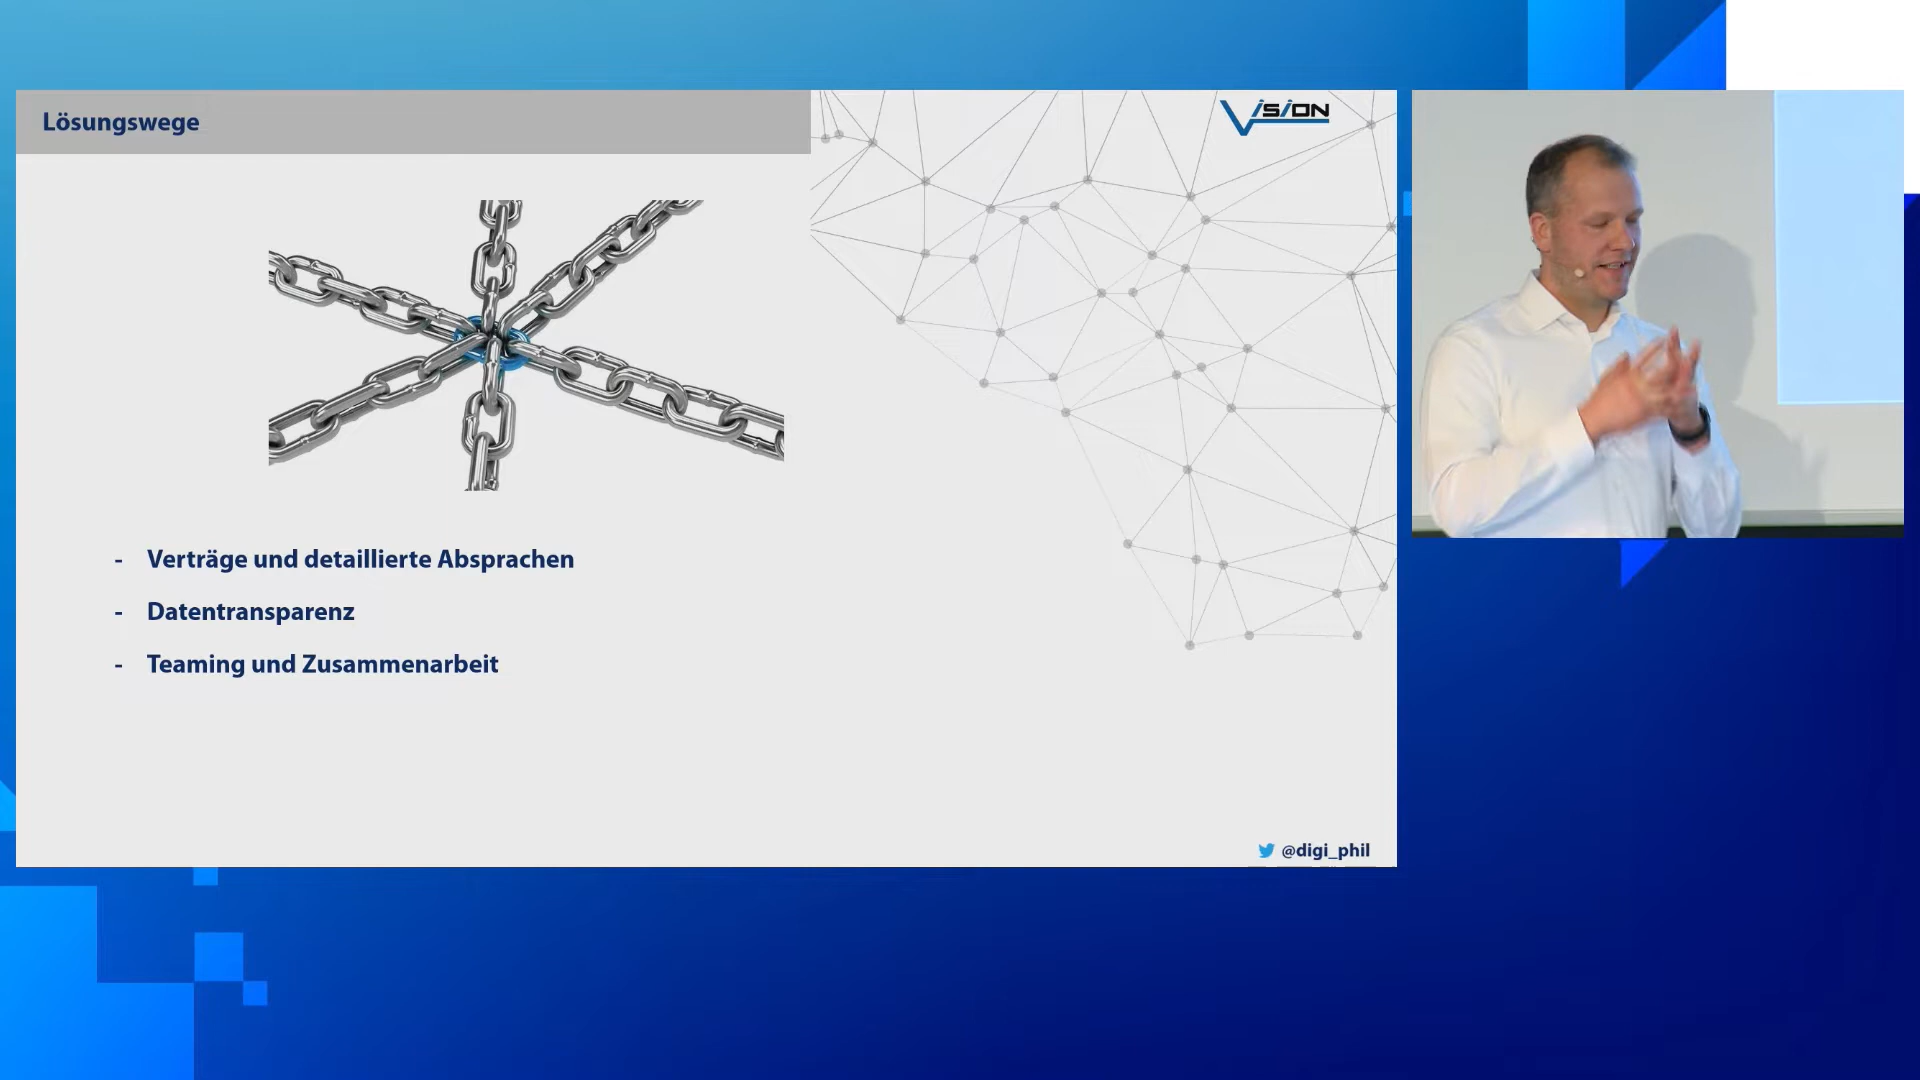 Lösungswege
VISION
- Verträge und detaillierte Absprachen
- Datentransparenz
- Teaming und Zusammenarbeit
@digi_phil